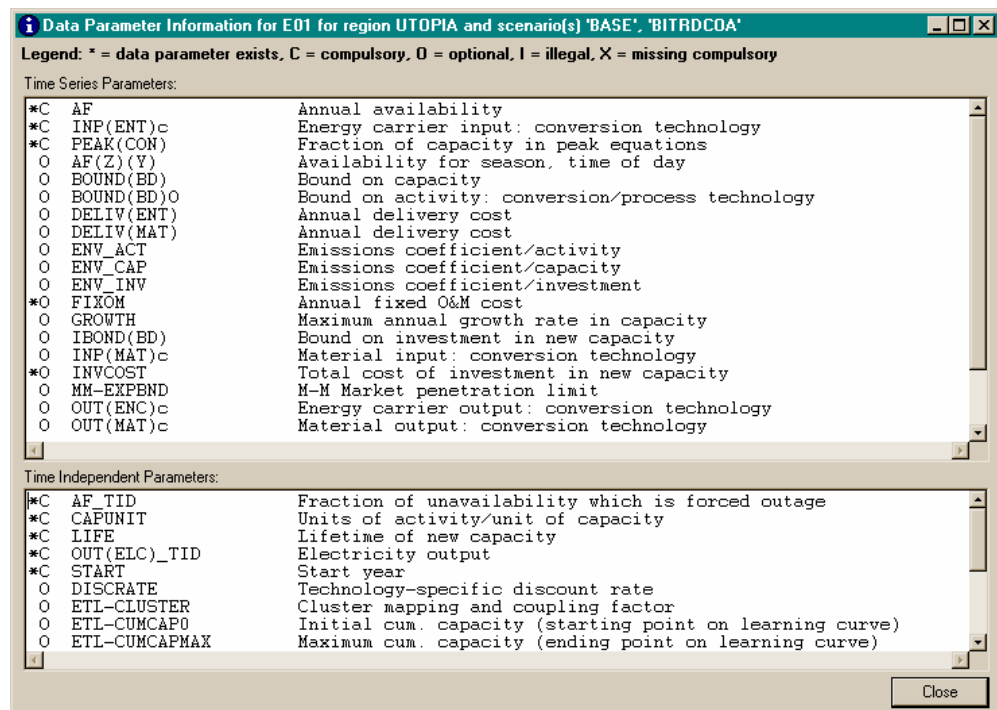 Data Parameter Information for E01 for region UTOPIA and scenario(s) 'BASE', 'BITRDCOA'
Legend: * = data parameter exists, C = compulsory, O = optional, I = illegal, X = missing compulsory
Time Series Parameters:
*C AF Annual availability
*C INP(ENT)c Energy carrier input: conversion technology
*C PEAK(CON) Fraction of capacity in peak equations
O AF(Z)(Y) Availability for season, time of day
O BOUND(BD) Bound on capacity
O BOUND(BD)O Bound on activity: conversion/process technology
O DELIV(ENT) Annual delivery cost
O DELIV(MAT) Annual delivery cost
O ENV_ACT Emissions coefficient/activity
O ENV_CAP Emissions coefficient/capacity
O ENV_INV Emissions coefficient/investment
*O FIXOM Annual fixed O&M cost
O GROWTH Maximum annual growth rate in capacity
O IBOND(BD) Bound on investment in new capacity
O INP(MAT)c Material input: conversion technology
*O INVCOST Total cost of investment in new capacity
O MM-EXPBND M-M Market penetration limit
O OUT(ENC)c Energy carrier output: conversion technology
O OUT(MAT)c Material output: conversion technology
Time Independent Parameters:
*C AF_TID Fraction of unavailability which is forced outage
*C CAPUNIT Units of activity/unit of capacity
*C LIFE Lifetime of new capacity
*C OUT(ELC)_TID Electricity output
*C START Start year
O DISCRATE Technology-specific discount rate
O ETL-CLUSTER Cluster mapping and coupling factor
O ETL-CUMCAP0 Initial cum. capacity (starting point on learning curve)
O ETL-CUMCAPMAX Maximum cum. capacity (ending point on learning curve)
Close